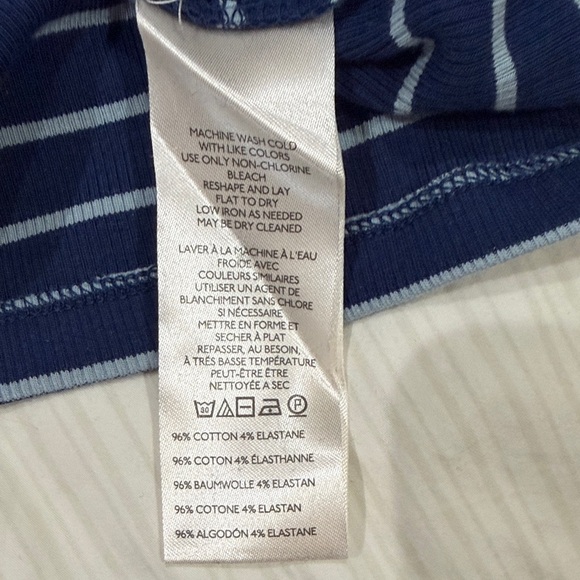 MACHINE WASH COLD
WITH LIKE COLORS
USE ONLY NON-CHLORINE
BLEACH
RESHAPE AND LAY
FLAT TO DRY
LOW IRON AS NEEDED
MAY BE DRY CLEANED
LAVER À LA MACHINE À L'EAU
FROIDE AVEC
COULEURS SIMILAIRES
UTILISER UN AGENT DE
BLANCHIMENT SANS CHLORE
SI NÉCESSAIRE
METTRE EN FORME ET
SECHER À PLAT
REPASSER, AU BESOIN,
À TRÉS BASSE TEMPÉRATURE
PEUT-ÊTRE ÊTRE
NETTOYÉE A SEC
P
96% COTTON 4% ELASTANE
96% COTON 4% ÉLASTHANNE
96% BAUMWOLLE 4% ELASTAN
96% COTONE 4% ELASTAN
96% ALGODÓN 4% ELASTANE